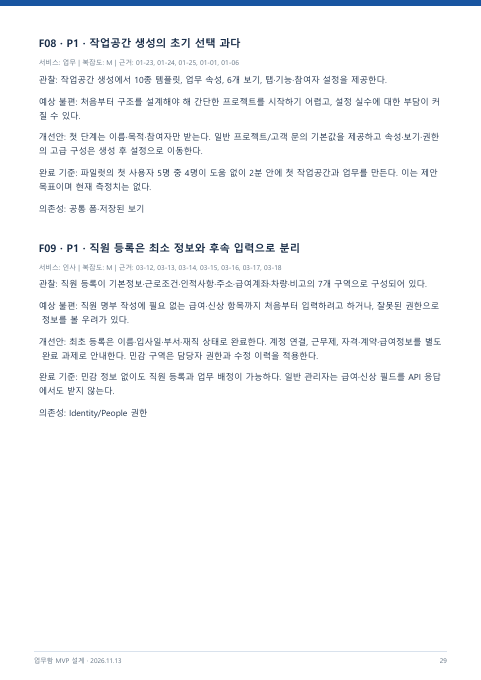 F08 · P1 · 작업공간 생성의 초기 선택 과다
서비스: 업무 | 복잡도: M | 근거: 01-23, 01-24, 01-25, 01-01, 01-06
관찰: 작업공간 생성에서 10종 템플릿, 업무 속성, 6개 보기, 탭·기능·참여자 설정을 제공한다.
예상 불편: 처음부터 구조를 설계해야 해 간단한 프로젝트를 시작하기 어렵고, 설정 실수에 대한 부담이 커
질 수 있다.
개선안: 첫 단계는 이름·목적·참여자만 받는다. 일반 프로젝트/고객 문의 기본값을 제공하고 속성·보기·권한
의 고급 구성은 생성 후 설정으로 이동한다.
완료 기준: 파일럿의 첫 사용자 5명 중 4명이 도움 없이 2분 안에 첫 작업공간과 업무를 만든다. 이는 제안
목표이며 현재 측정치는 없다.
의존성: 공통 폼·저장된 보기
F09 · P1 · 직원 등록은 최소 정보와 후속 입력으로 분리
서비스: 인사 | 복잡도: M | 근거: 03-12, 03-13, 03-14, 03-15, 03-16, 03-17, 03-18
관찰: 직원 등록이 기본정보·근로조건·인적사항·주소·급여계좌·차량·비고의 7개 구역으로 구성되어 있다.
예상 불편: 직원 명부 작성에 필요 없는 급여·신상 항목까지 처음부터 입력하려고 하거나, 잘못된 권한으로
정보를 볼 우려가 있다.
개선안: 최초 등록은 이름·입사일·부서·재직 상태로 완료한다. 계정 연결, 근무제, 자격·계약·급여정보를 별도
완료 과제로 안내한다. 민감 구역은 담당자 권한과 수정 이력을 적용한다.
완료 기준: 민감 정보 없이도 직원 등록과 업무 배정이 가능하다. 일반 관리자는 급여·신상 필드를 API 응답
에서도 받지 않는다.
의존성: Identity/People 권한
업무함 MVP 설계 · 2026.11.13
29